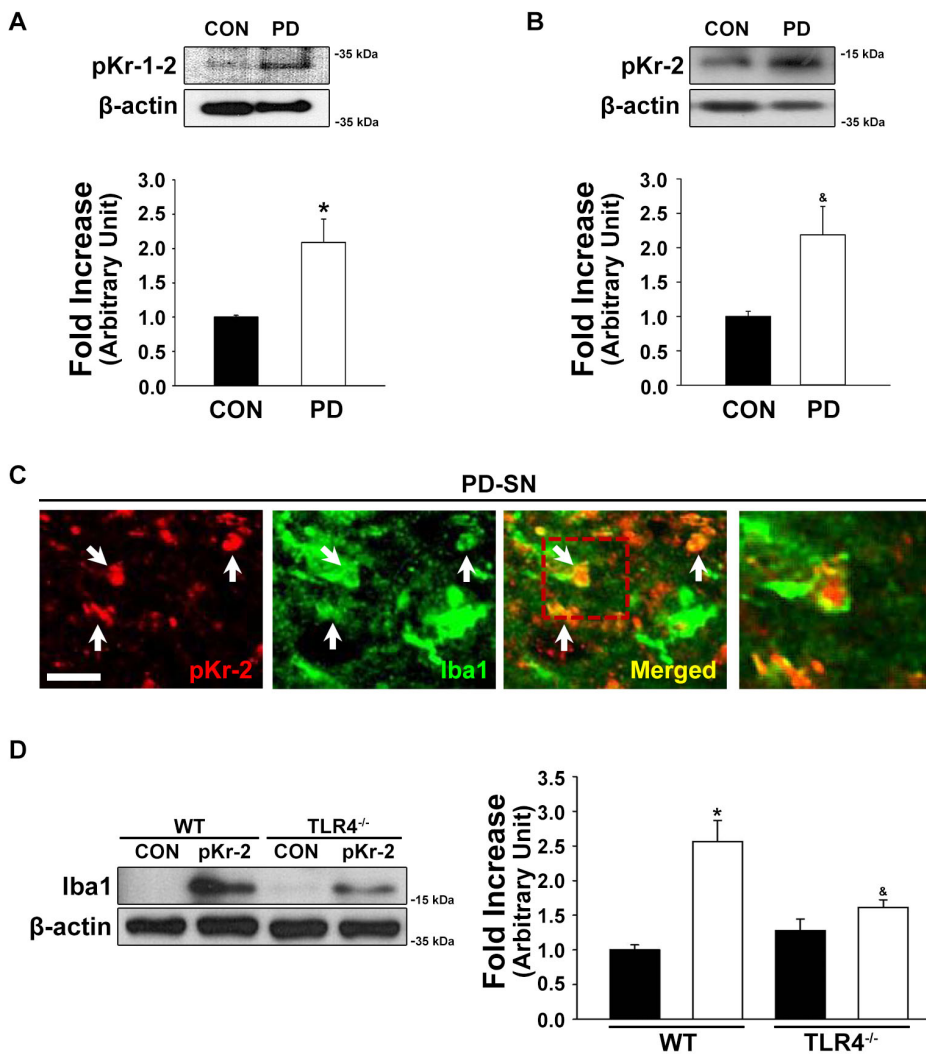 A
CON PD
pKr-1-2
-35 kDa
β-actin
-35 kDa
Fold Increase
(Arbitrary Unit)
3.0
2.5
2.0
1.5
1.0
0.5
0.0
*
CON PD
B
CON PD
pKr-2
-15 kDa
β-actin
-35 kDa
Fold Increase
(Arbitrary Unit)
3.0
2.5
2.0
1.5
1.0
0.5
0.0
&
CON PD
C
PD-SN
pKr-2
Iba1
Merged
D
WT TLR4-/-
CON pKr-2 CON pKr-2
Iba1
-15 kDa
β-actin
-35 kDa
Fold Increase
(Arbitrary Unit)
3.5
3.0
2.5
2.0
1.5
1.0
0.5
0.0
*
&
WT TLR4-/-